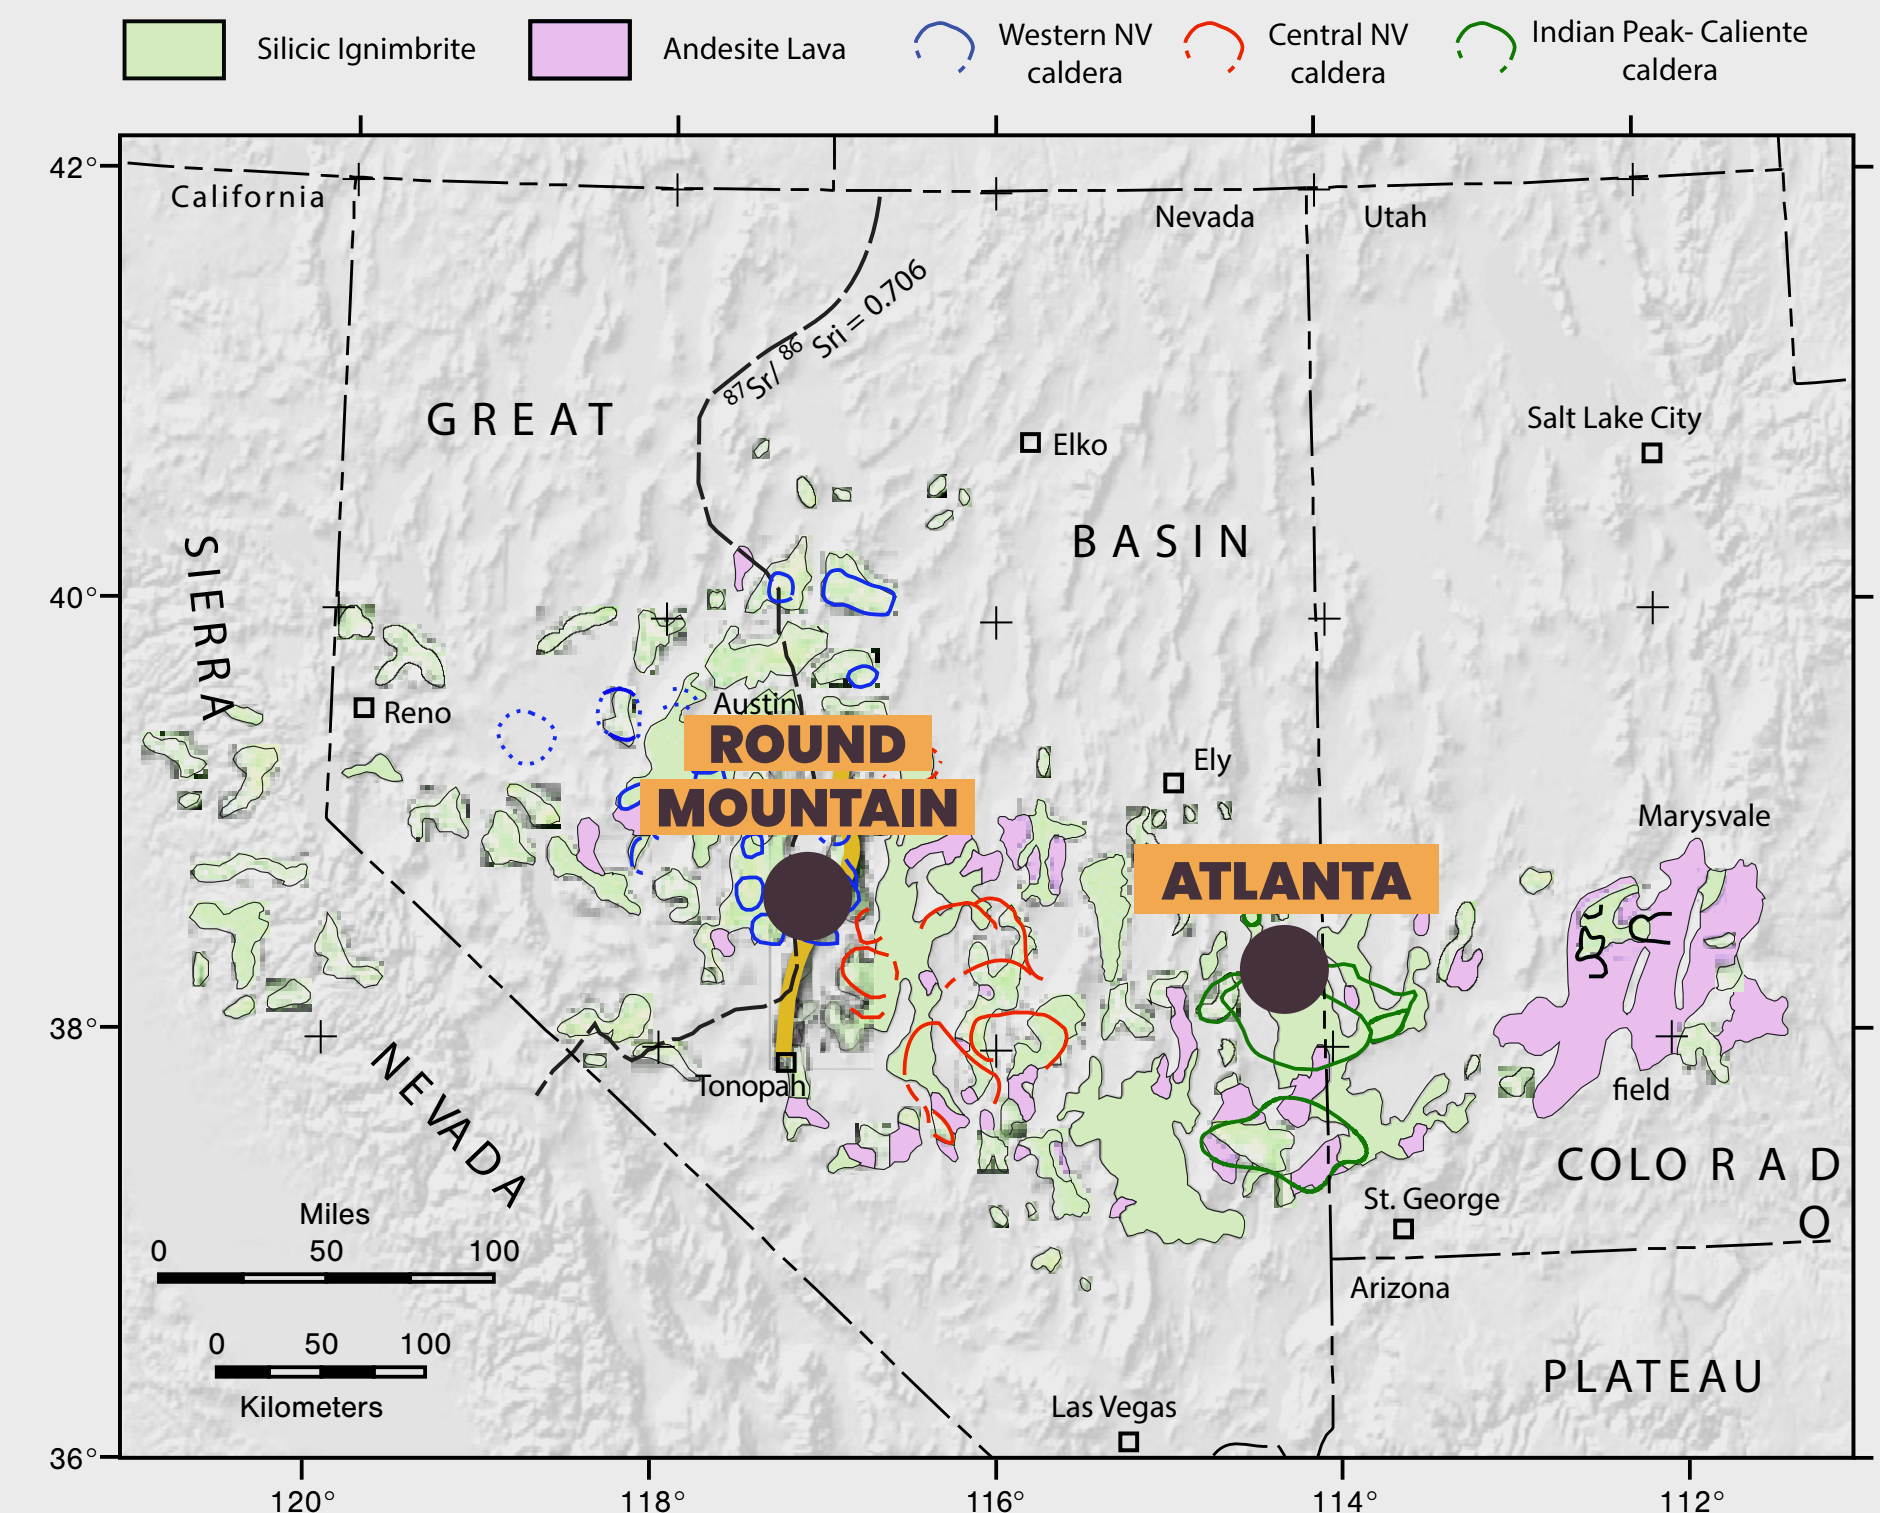 Silicic Ignimbrite
Andesite Lava
Western NV
caldera
Central NV
caldera
Indian Peak- Caliente
caldera
42°
California
Nevada
Utah
87Sr/ 86 Sri = 0.706
GREAT
Elko
Salt Lake City
BASIN
SIERRA
40°
Reno
Austin
ROUND
MOUNTAIN
Ely
Marysvale
ATLANTA
38°
NEVADA
Tonopah
field
COLORAD
O
St. George
Miles
0 50 100
Arizona
0 50 100
Kilometers
PLATEAU
Las Vegas
36°
120° 118° 116° 114° 112°